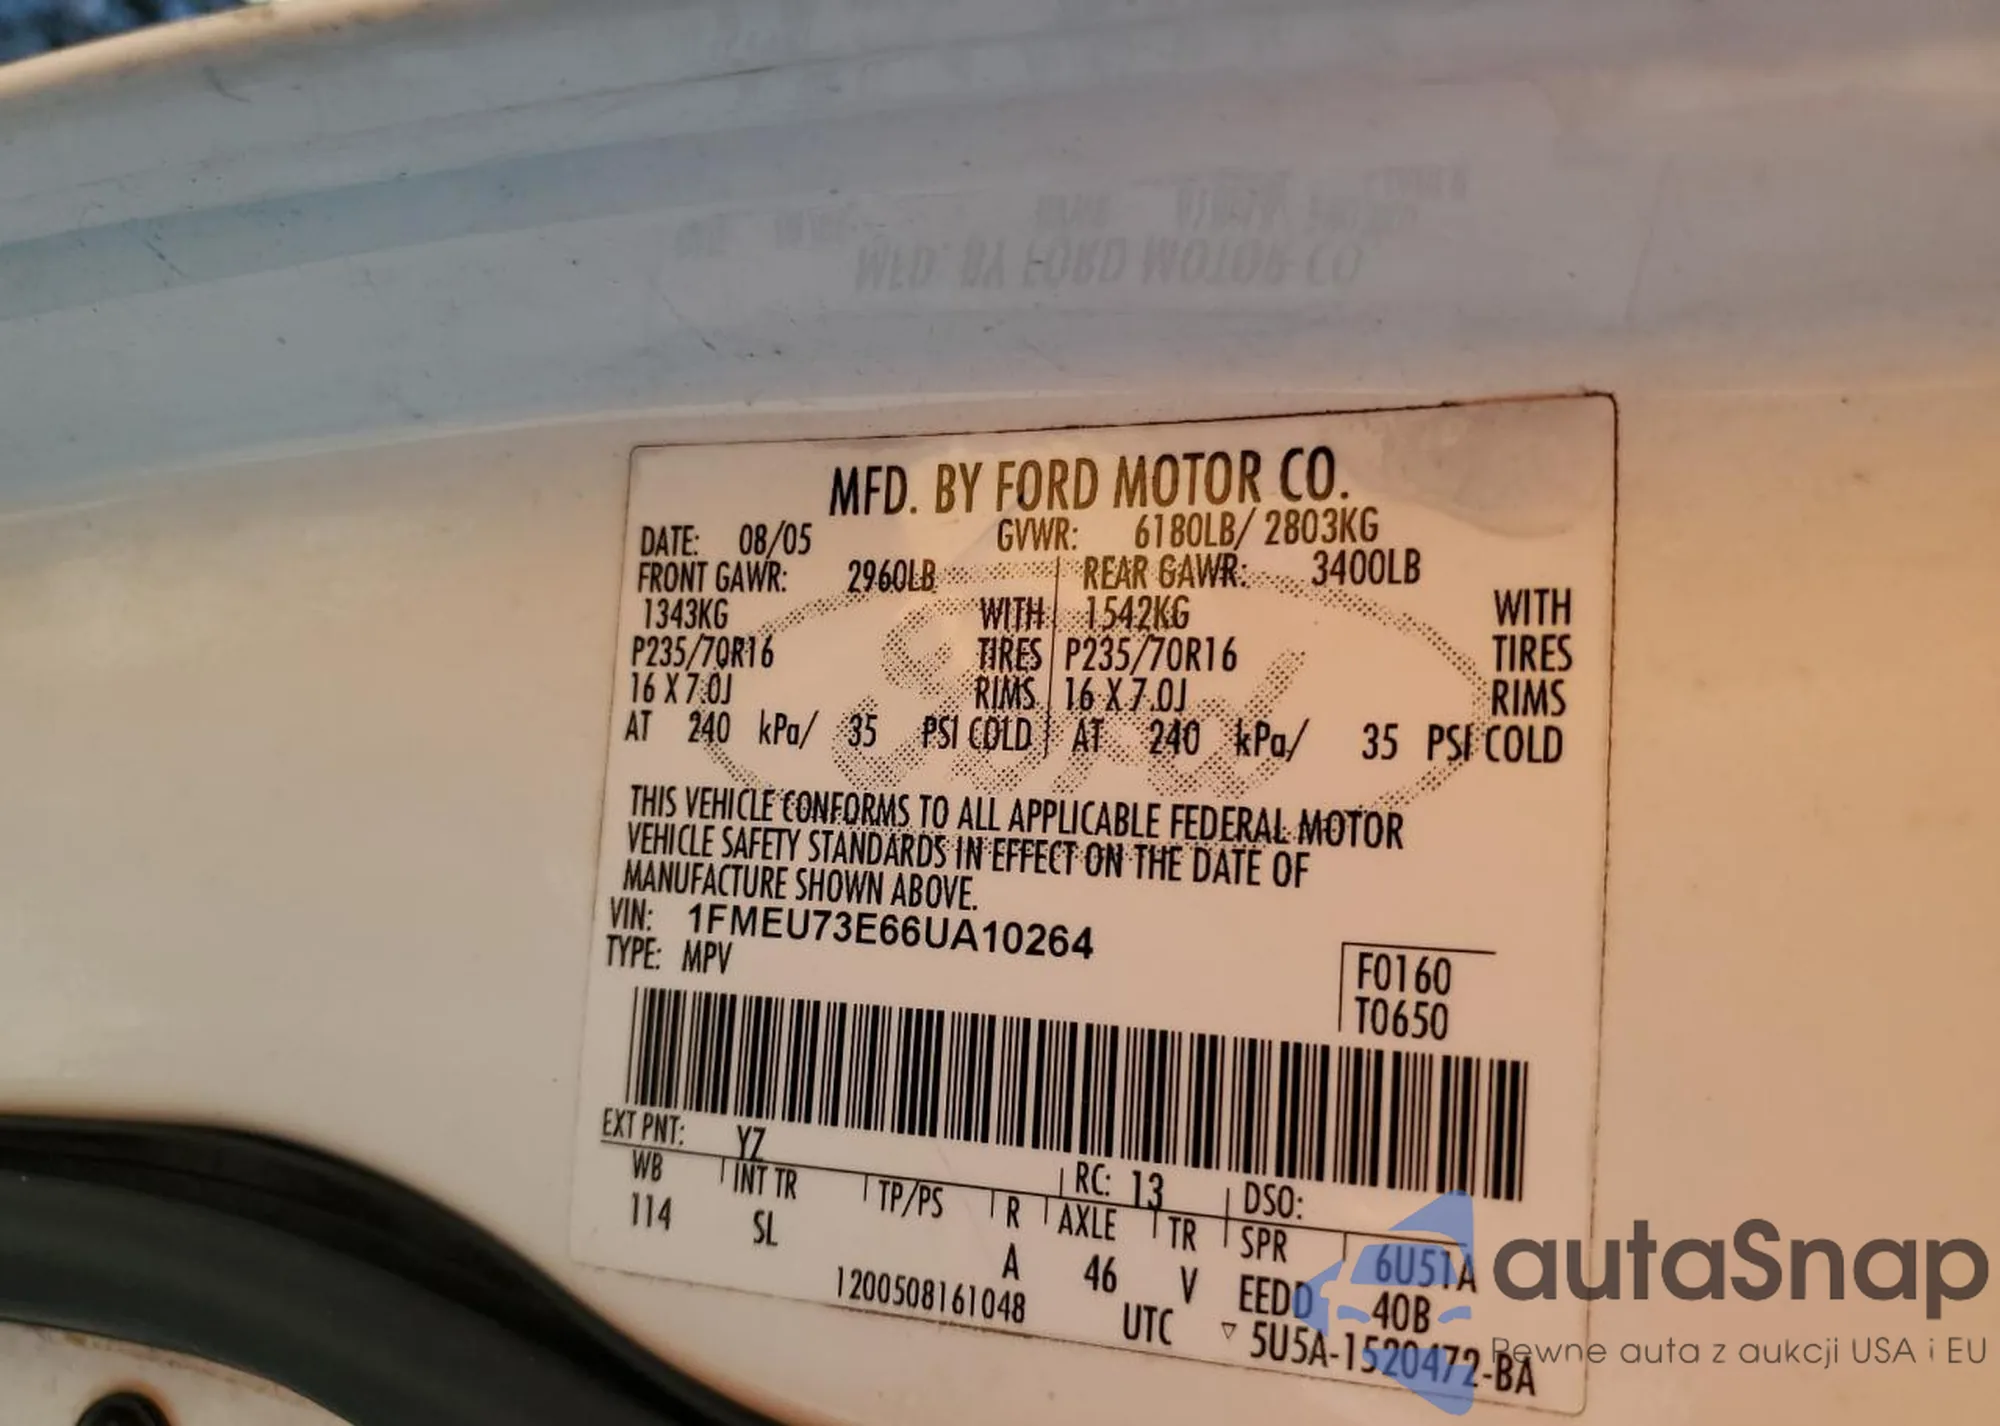 MFD. BY FORD MOTOR CO.
DATE: 08/05 GVWR: 6180LB/ 2803KG
FRONT GAWR: 2960LB REAR GAWR: 3400LB
1343KG WITH 1542KG WITH
P235/70R16 TIRES P235/70R16 TIRES
16 X 7.0J RIMS 16 X 7.0J RIMS
AT 240 kPa/ 35 PSI COLD AT 240 kPa/ 35 PSI COLD
THIS VEHICLE CONFORMS TO ALL APPLICABLE FEDERAL MOTOR
VEHICLE SAFETY STANDARDS IN EFFECT ON THE DATE OF
MANUFACTURE SHOWN ABOVE.
VIN: 1FMEU73E66UA10264
TYPE: MPV
F0160
T0650
EXT PNT: YZ RC: 13 DSO:
WB INT TR TP/PS R AXLE TR SPR 6U51A
114 SL A 46 V EEDD 40B
1200508161048 UTC ▽ 5U5A-1520472-BA
Ford
autaSnap
Pewne auta z aukcji USA i EU